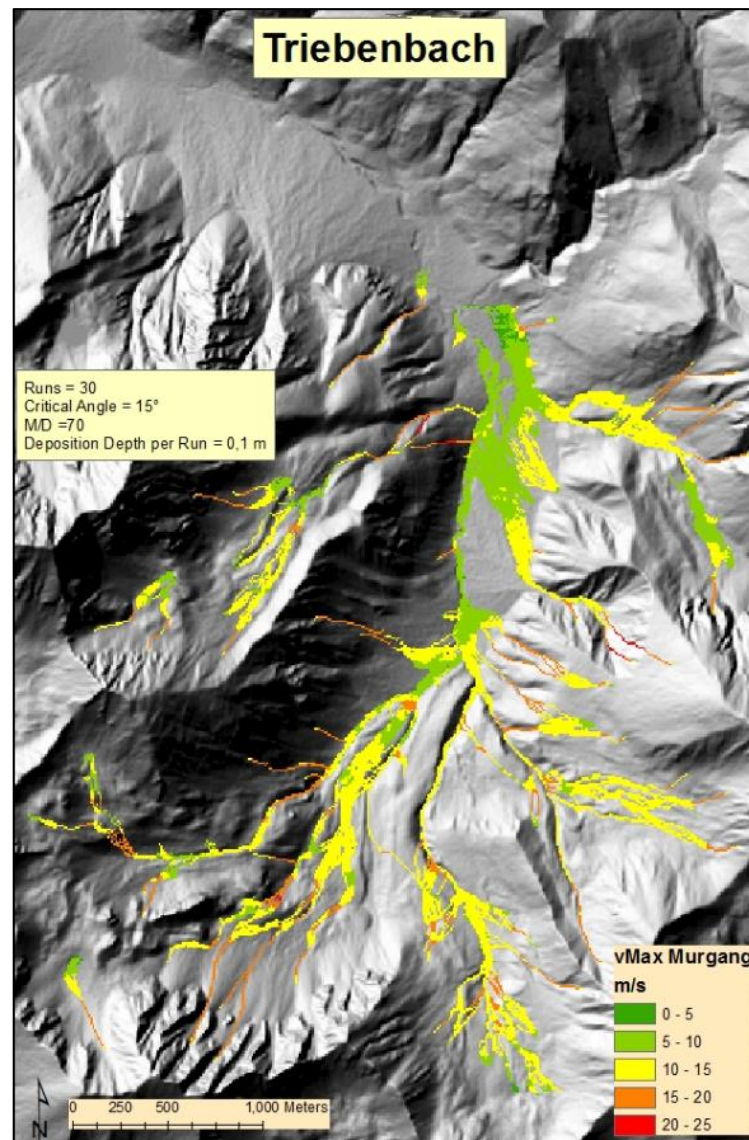 Triebenbach
Runs = 30
Critical Angle = 15°
M/D =70
Deposition Depth per Run = 0,1 m
vMax Murgang
m/s
0 - 5
5 - 10
10 - 15
15 - 20
20 - 25
N
0 250 500 1,000 Meters